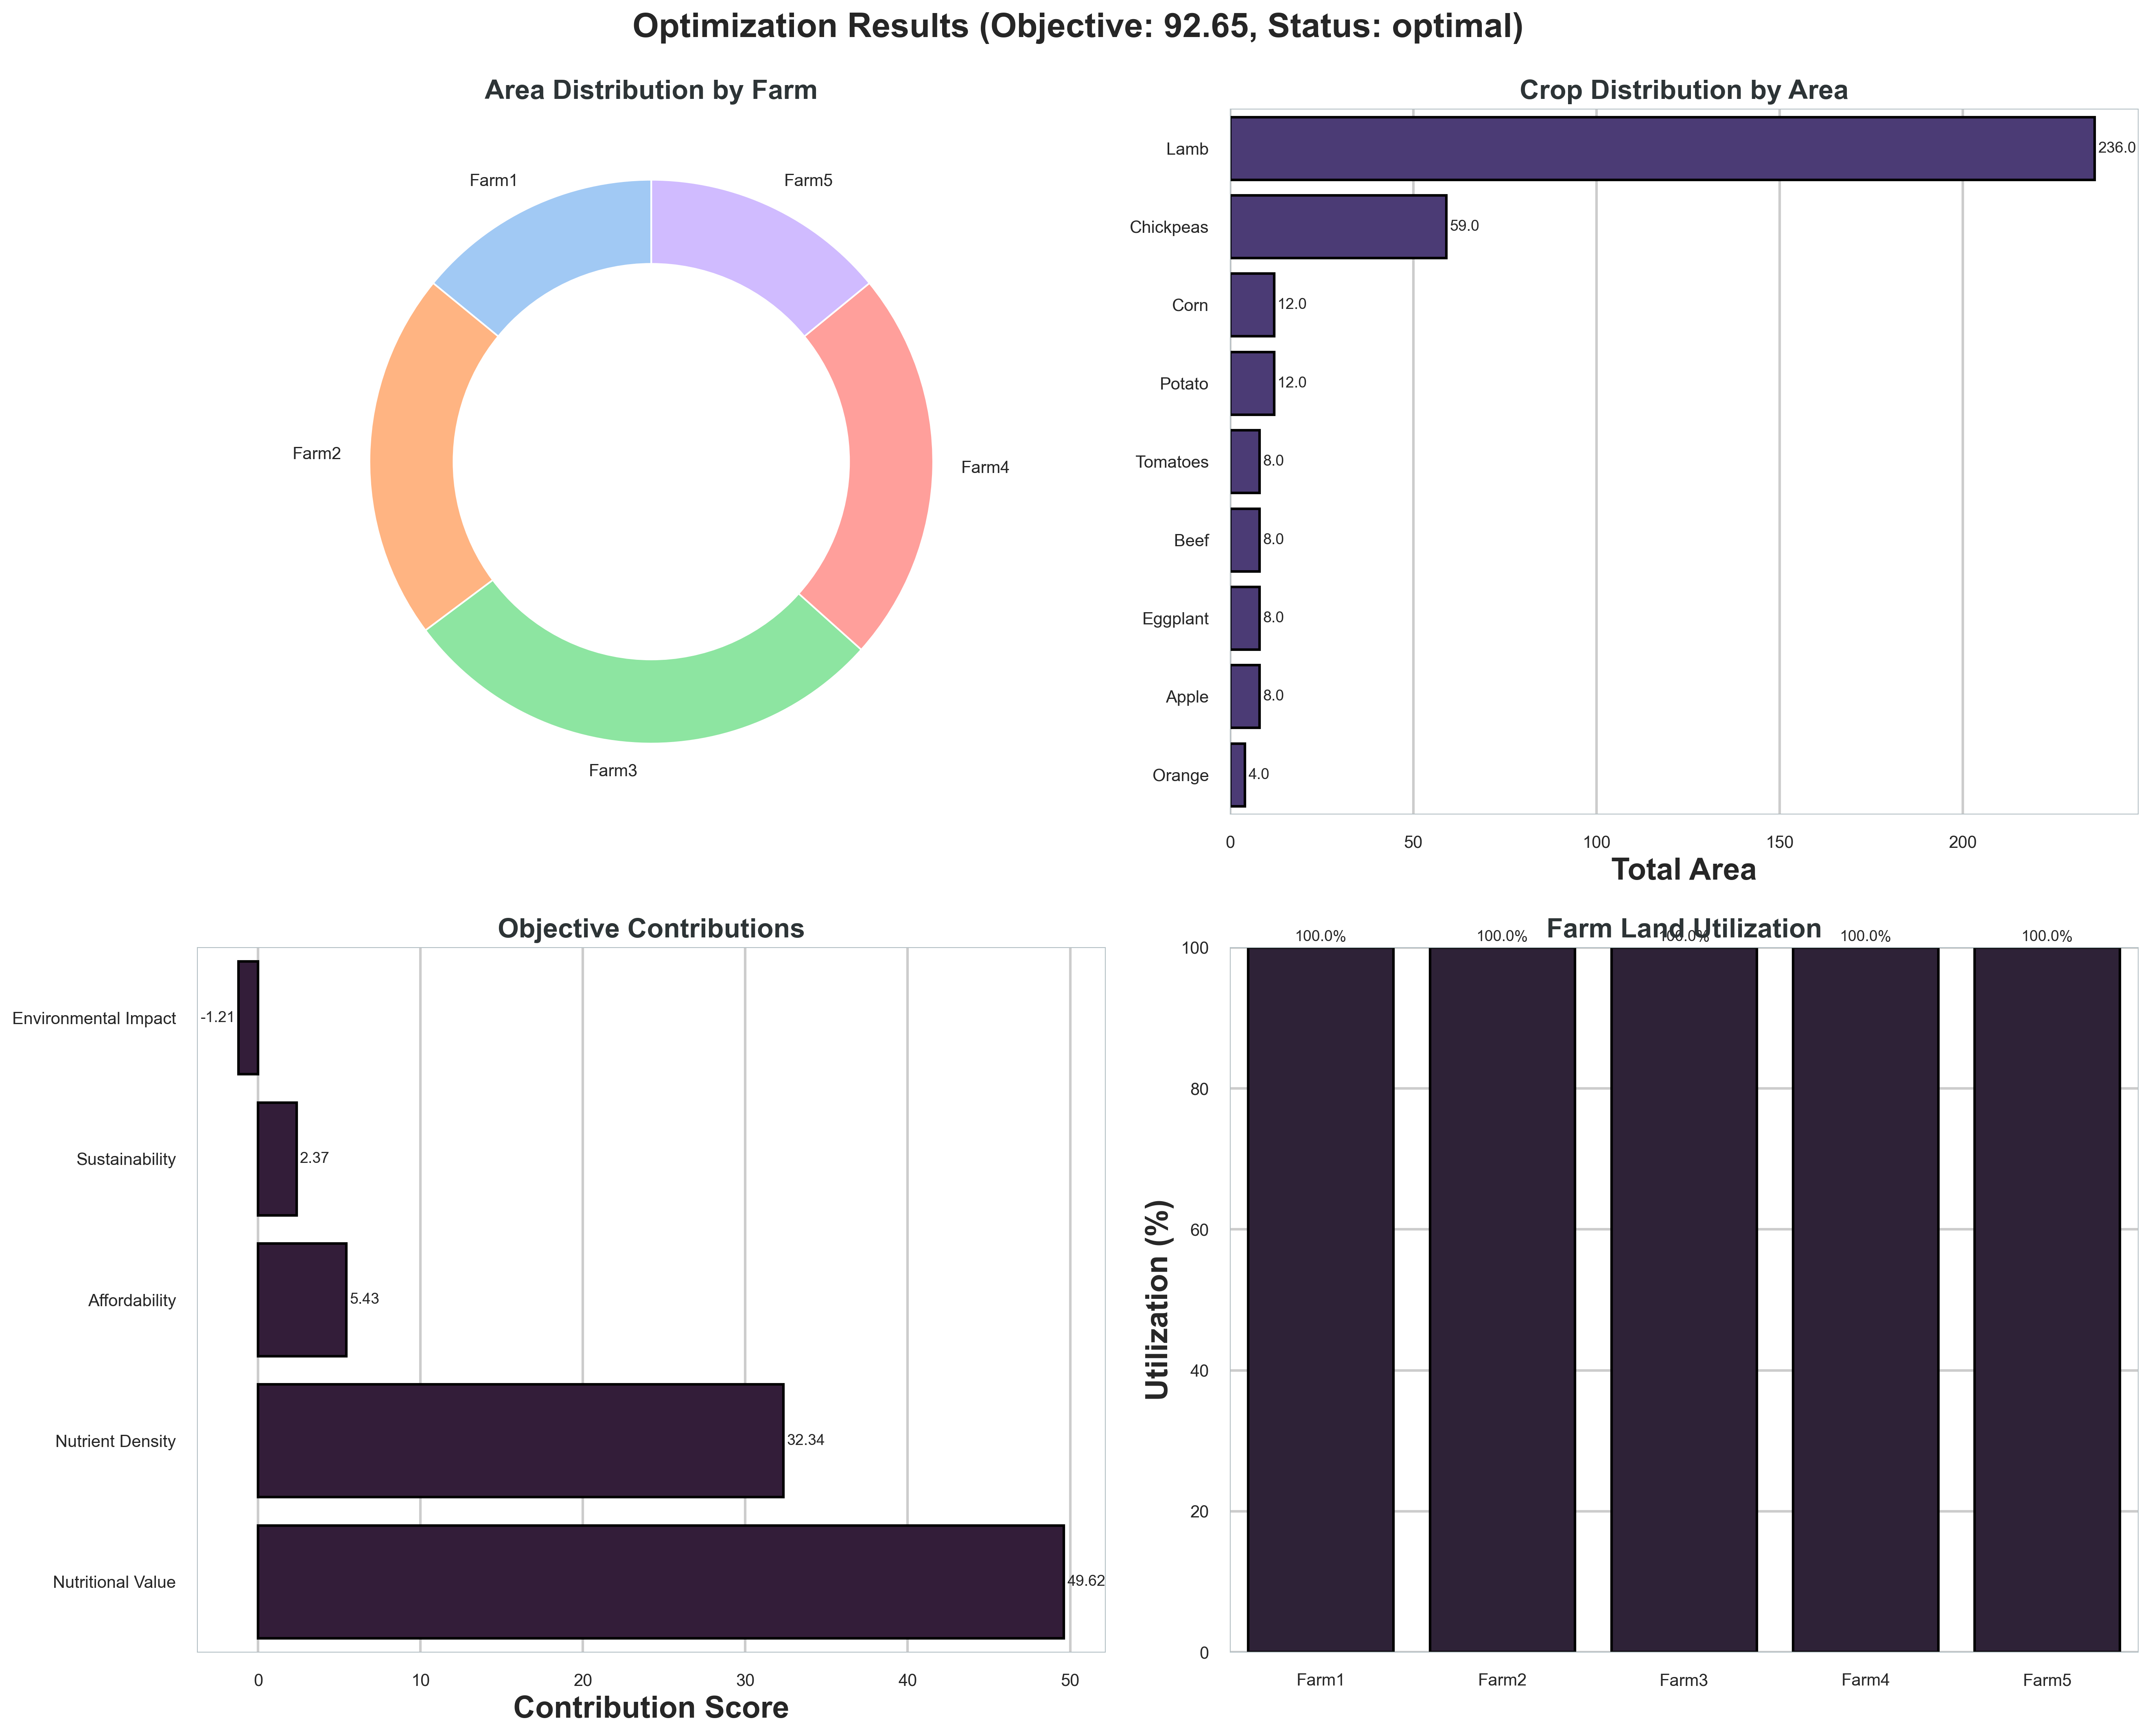 Optimization Results (Objective: 92.65, Status: optimal)
Area Distribution by Farm
Farm1
Farm5
Farm2
Farm4
Farm3
Crop Distribution by Area
Lamb
236.0
Chickpeas
59.0
Corn
12.0
Potato
12.0
Tomatoes
8.0
Beef
8.0
Eggplant
8.0
Apple
8.0
Orange
4.0
0 50 100 150 200
Total Area
Objective Contributions
Environmental Impact
-1.21
Sustainability
2.37
Affordability
5.43
Nutrient Density
32.34
Nutritional Value
49.62
0 10 20 30 40 50
Contribution Score
Farm Land Utilization
100.0% 100.0% 100.0% 100.0% 100.0%
100
80
60
40
20
0
Utilization (%)
Farm1 Farm2 Farm3 Farm4 Farm5